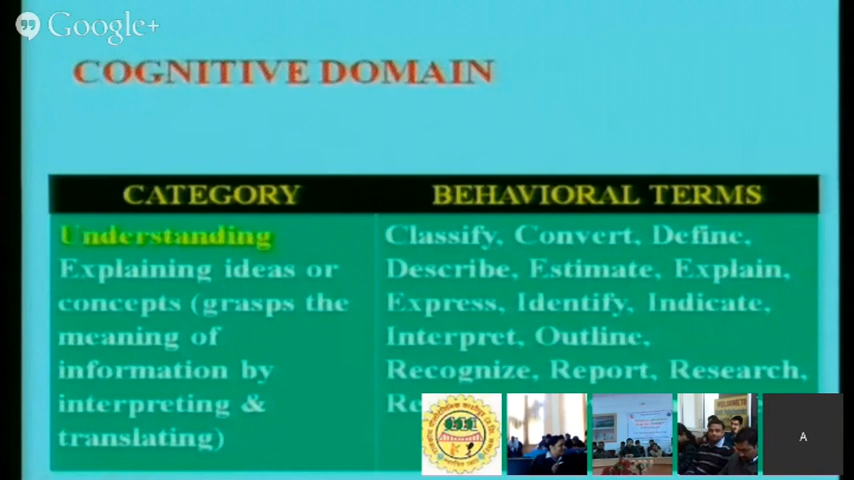 Google+
COGNITIVE DOMAIN
CATEGORY
BEHAVIORAL TERMS
Understanding
Explaining ideas or
concepts (grasps the
meaning of
information by
interpreting &
translating)
Classify, Convert, Define,
Describe, Estimate, Explain,
Express, Identify, Indicate,
Interpret, Outline,
Recognize, Report, Research,
A